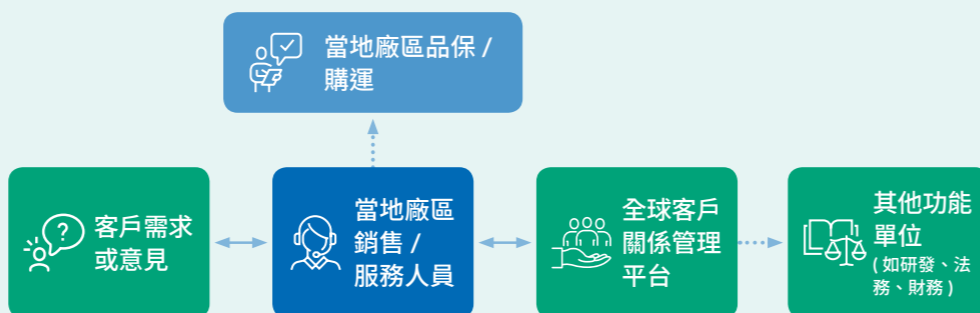 當地廠區品保 /
購運
客戶需求
或意見
當地廠區
銷售 /
服務人員
全球客戶
關係管理
平台
其他功能
單位
( 如研發、法
務、財務 )